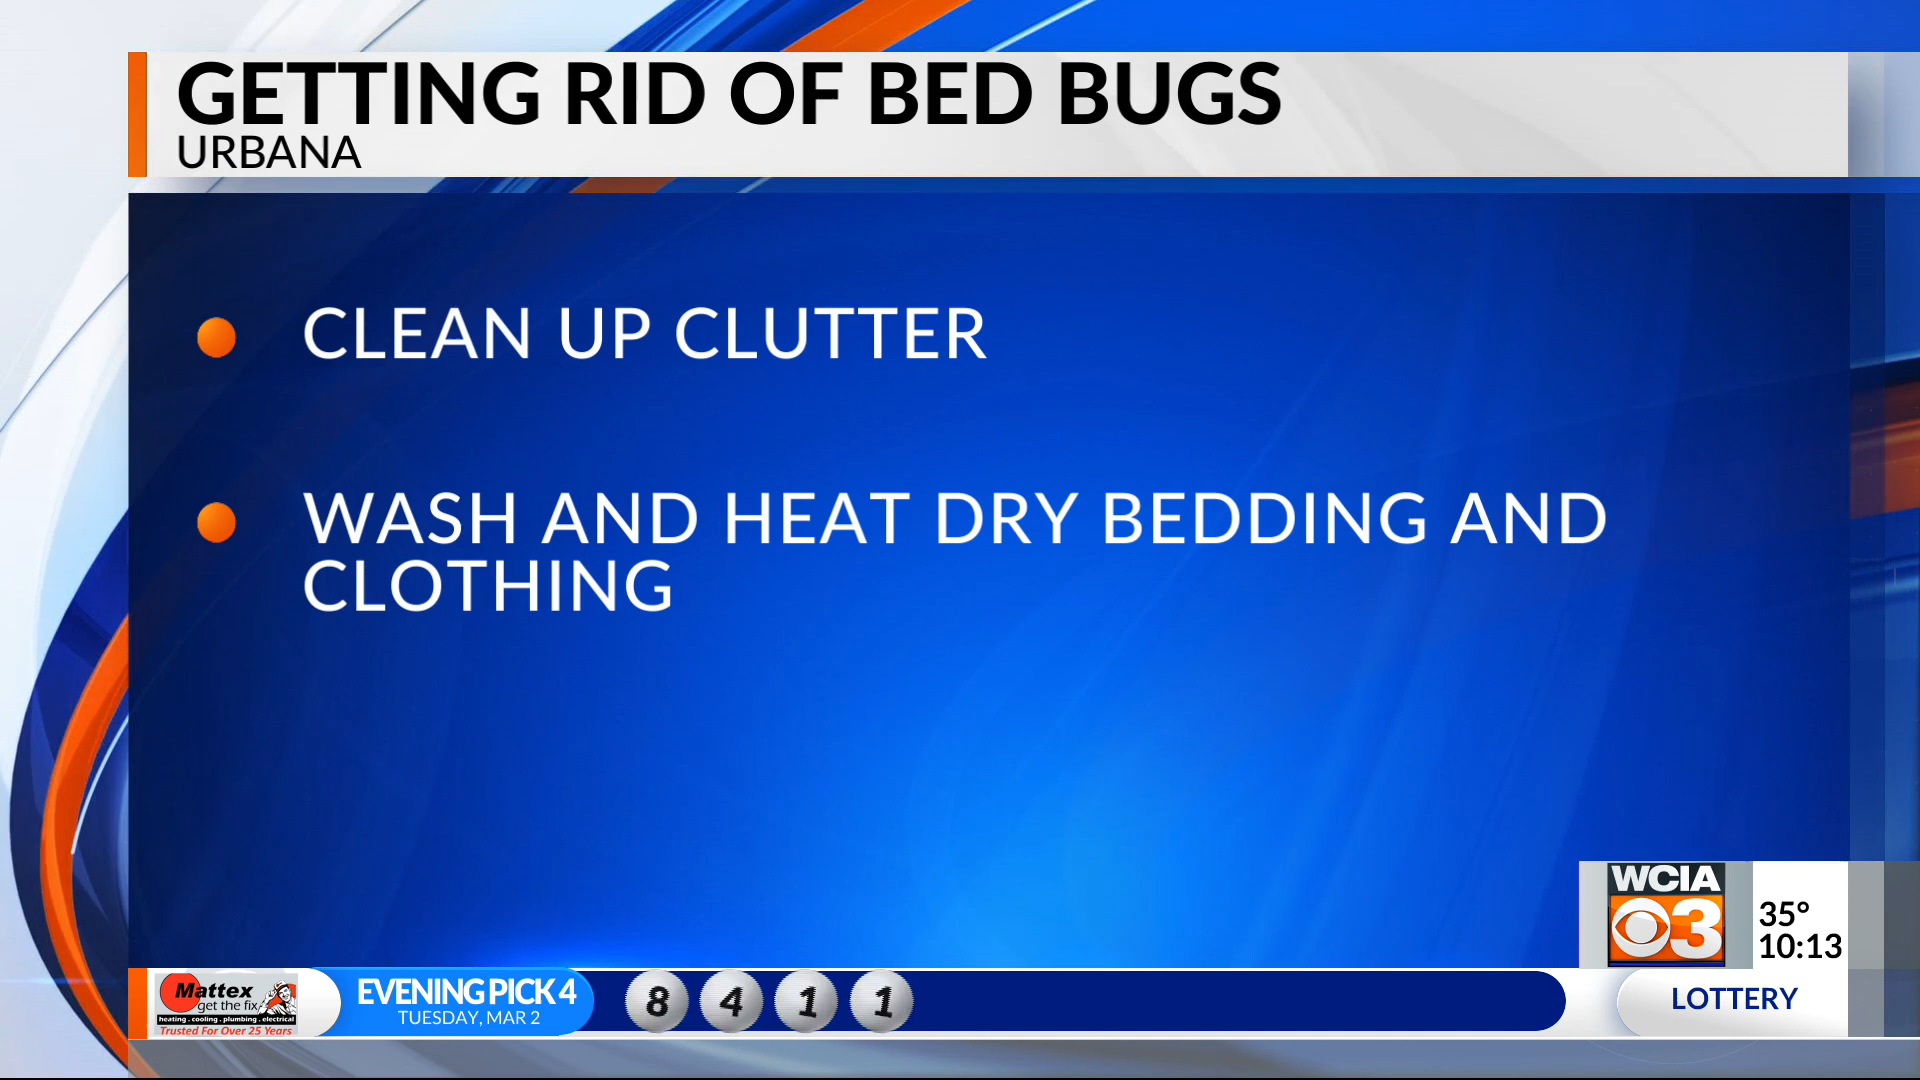 GETTING RID OF BED BUGS
URBANA
CLEAN UP CLUTTER
WASH AND HEAT DRY BEDDING AND
CLOTHING
WCIA
3
35°
10:13
Mattex
get the fix
heating . cooling . plumbing . electrical
Trusted For Over 25 Years
EVENING PICK 4
TUESDAY, MAR 2
8 4 1 1
LOTTERY